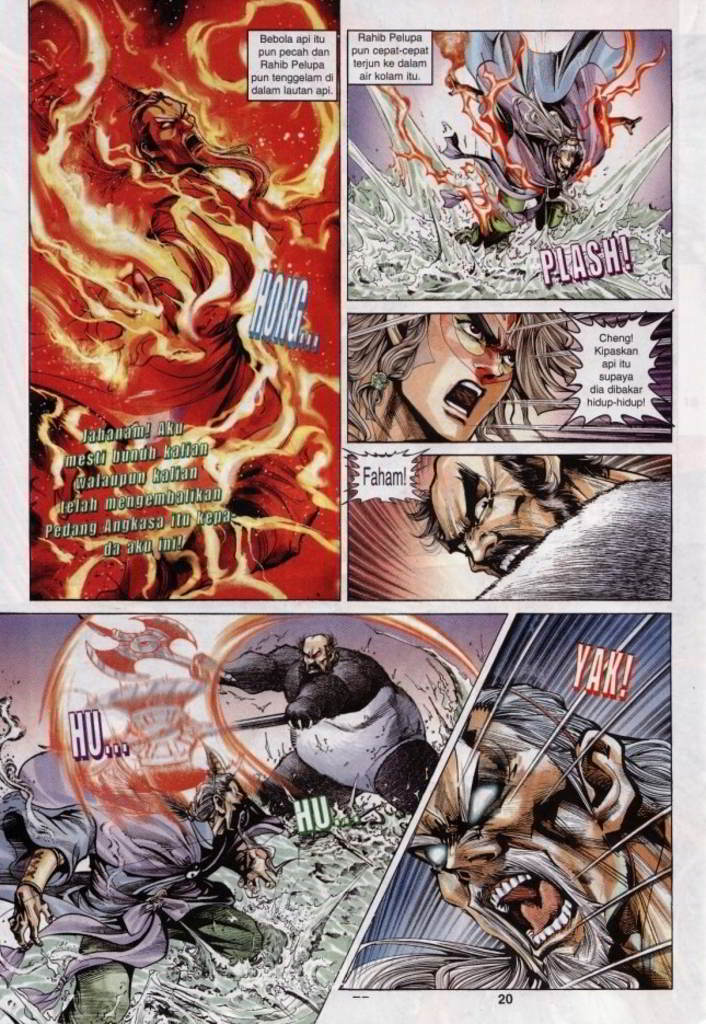 Bebola api itu
pun pecah dan
Rahib Pelupa
pun tenggelam di
dalam lautan api.
HONG...
Jahanam! Aku
mesti bunuh kalian
walaupun kalian
telah mengembalikan
Pedang Angkasa itu kepa-
da aku ini!
Rahib Pelupa
pun cepat-cepat
terjun ke dalam
air kolam itu.
PLASH!
Cheng!
Kipaskan
api itu
supaya
dia dibakar
hidup-hidup!
Faham!
HU...
HU...
YAK!
20